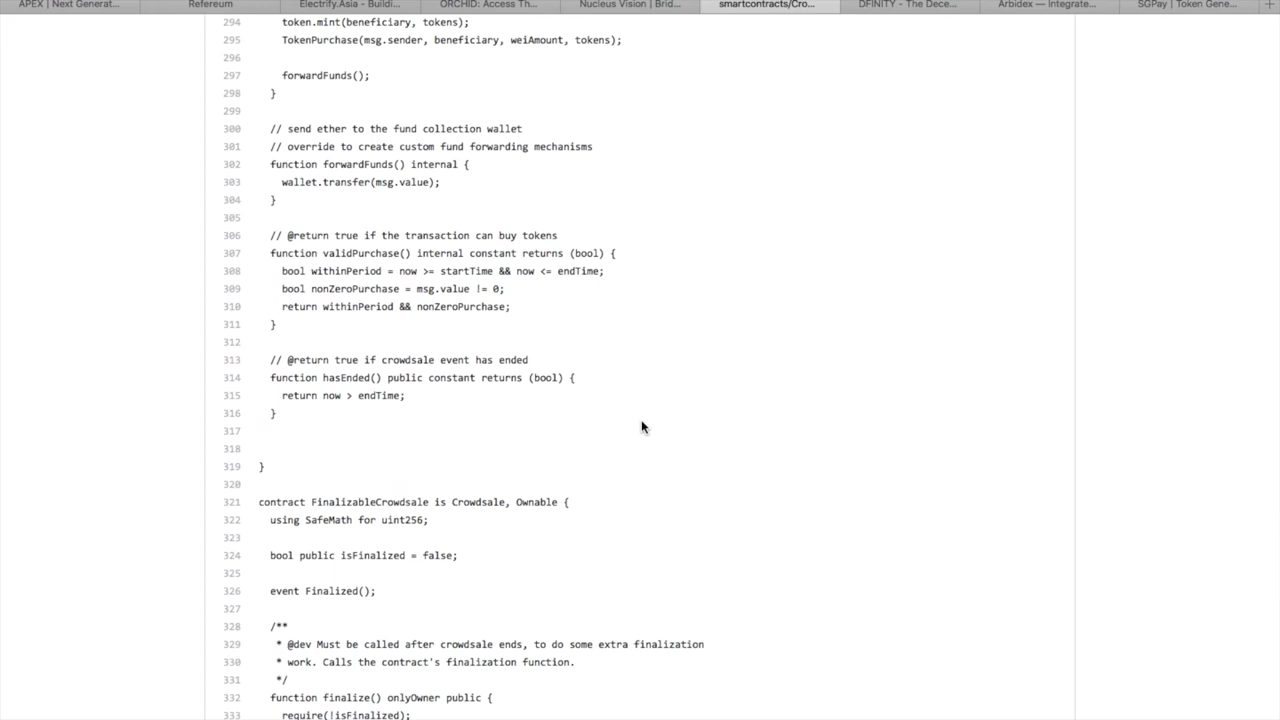 APEX | Next Generat...
Refereum
Electrify.Asia - Buildi...
ORCHID: Access Th...
Nucleus Vision | Brid...
smartcontracts/Cro...
DFINITY - The Dece...
Arbidex — Integrate...
SGPay | Token Gene...
+
294 token.mint(beneficiary, tokens);
295 TokenPurchase(msg.sender, beneficiary, weiAmount, tokens);
296
297 forwardFunds();
298 }
299
300 // send ether to the fund collection wallet
301 // override to create custom fund forwarding mechanisms
302 function forwardFunds() internal {
303 wallet.transfer(msg.value);
304 }
305
306 // @return true if the transaction can buy tokens
307 function validPurchase() internal constant returns (bool) {
308 bool withinPeriod = now >= startTime && now <= endTime;
309 bool nonZeroPurchase = msg.value != 0;
310 return withinPeriod && nonZeroPurchase;
311 }
312
313 // @return true if crowdsale event has ended
314 function hasEnded() public constant returns (bool) {
315 return now > endTime;
316 }
317
318
319 }
320
321 contract FinalizableCrowdsale is Crowdsale, Ownable {
322 using SafeMath for uint256;
323
324 bool public isFinalized = false;
325
326 event Finalized();
327
328 /**
329 * @dev Must be called after crowdsale ends, to do some extra finalization
330 * work. Calls the contract's finalization function.
331 */
332 function finalize() onlyOwner public {
333 require(!isFinalized);